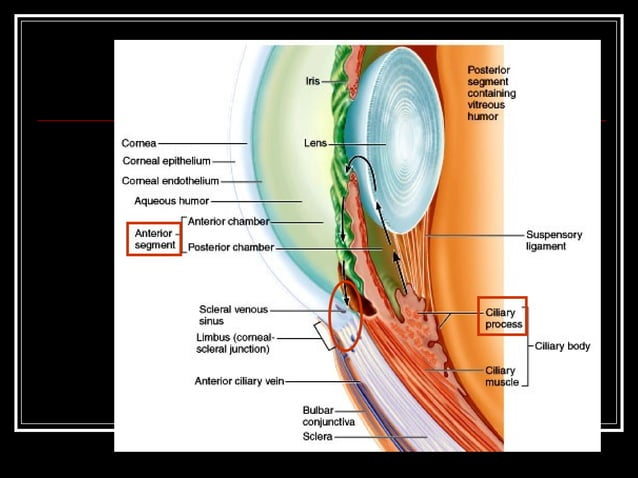 Iris
Posterior
segment
containing
vitreous
humor
Cornea
Lens
Corneal epithelium
Corneal endothelium
Aqueous humor
Anterior chamber
Anterior
segment
Posterior chamber
Suspensory
ligament
Scleral venous
sinus
Ciliary
process
Limbus (corneal-
scleral junction)
Ciliary body
Ciliary
muscle
Anterior ciliary vein
Bulbar
conjunctiva
Sclera